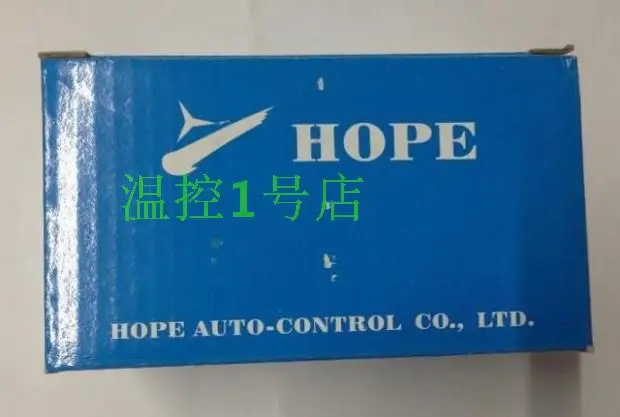 HOPE
温控1号店
HOPE AUTO-CONTROL CO., LTD.